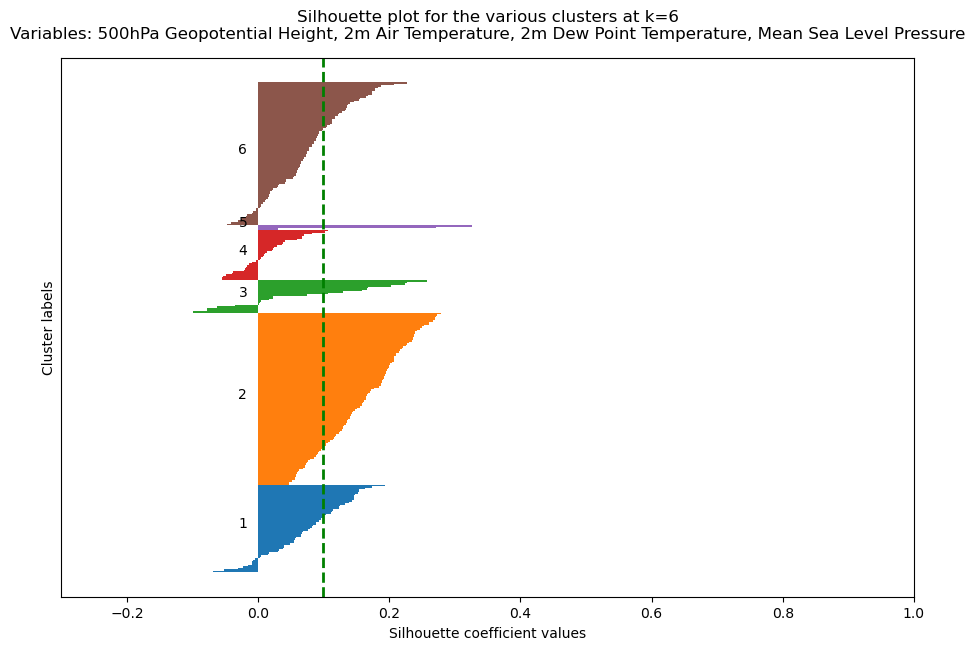 Silhouette plot for the various clusters at k=6
Variables: 500hPa Geopotential Height, 2m Air Temperature, 2m Dew Point Temperature, Mean Sea Level Pressure
6
5
4
3
2
1
Cluster labels
−0.2 0.0 0.2 0.4 0.6 0.8 1.0
Silhouette coefficient values